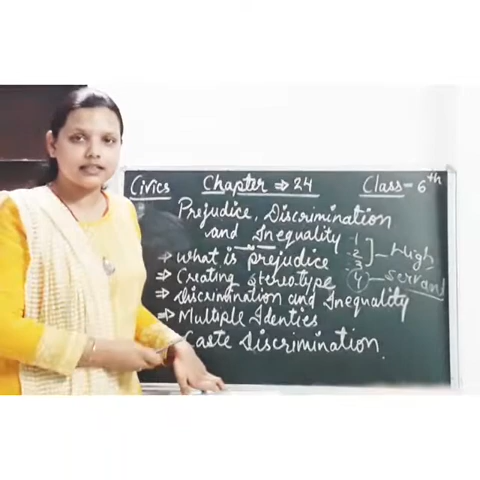 Civics Chapter ⇒ 24 Class - 6th
Prejudice, Discrimination
and Inequality
⇒ what is prejudice
⇒ Creating stereotype
⇒ Discrimination and Inequality
⇒ Multiple Identies
Caste Discrimination.
1
2
3
] - High
4 - Servant